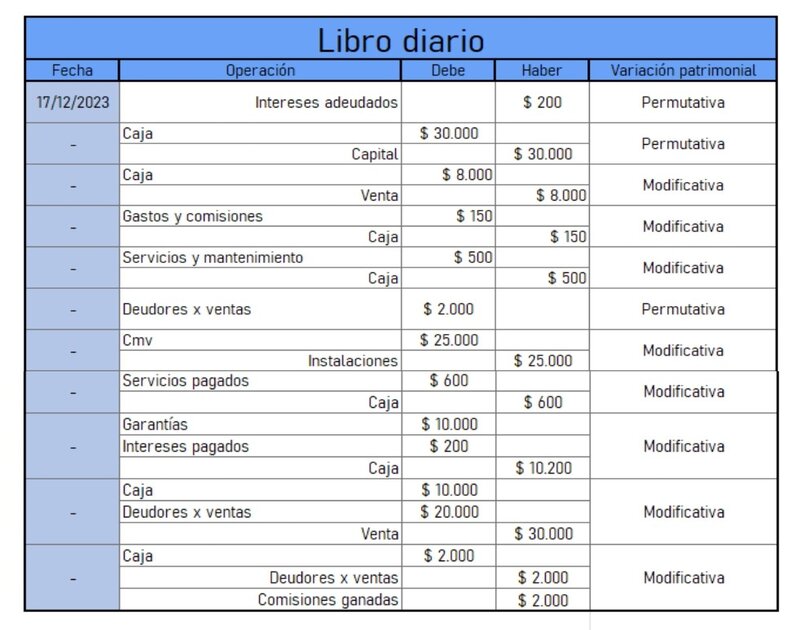 Libro diario
Fecha Operación Debe Haber Variación patrimonial
17/12/2023 Intereses adeudados $ 200 Permutativa
- Caja $ 30.000 Permutativa
Capital $ 30.000
- Caja $ 8.000 Modificativa
Venta $ 8.000
- Gastos y comisiones $ 150 Modificativa
Caja $ 150
- Servicios y mantenimiento $ 500 Modificativa
Caja $ 500
- Deudores x ventas $ 2.000 Permutativa
- Cmv $ 25.000 Modificativa
Instalaciones $ 25.000
- Servicios pagados $ 600 Modificativa
Caja $ 600
Garantías $ 10.000
- Intereses pagados $ 200 Modificativa
Caja $ 10.200
Caja $ 10.000
- Deudores x ventas $ 20.000 Modificativa
Venta $ 30.000
Caja $ 2.000
- Deudores x ventas $ 2.000 Modificativa
Comisiones ganadas $ 2.000